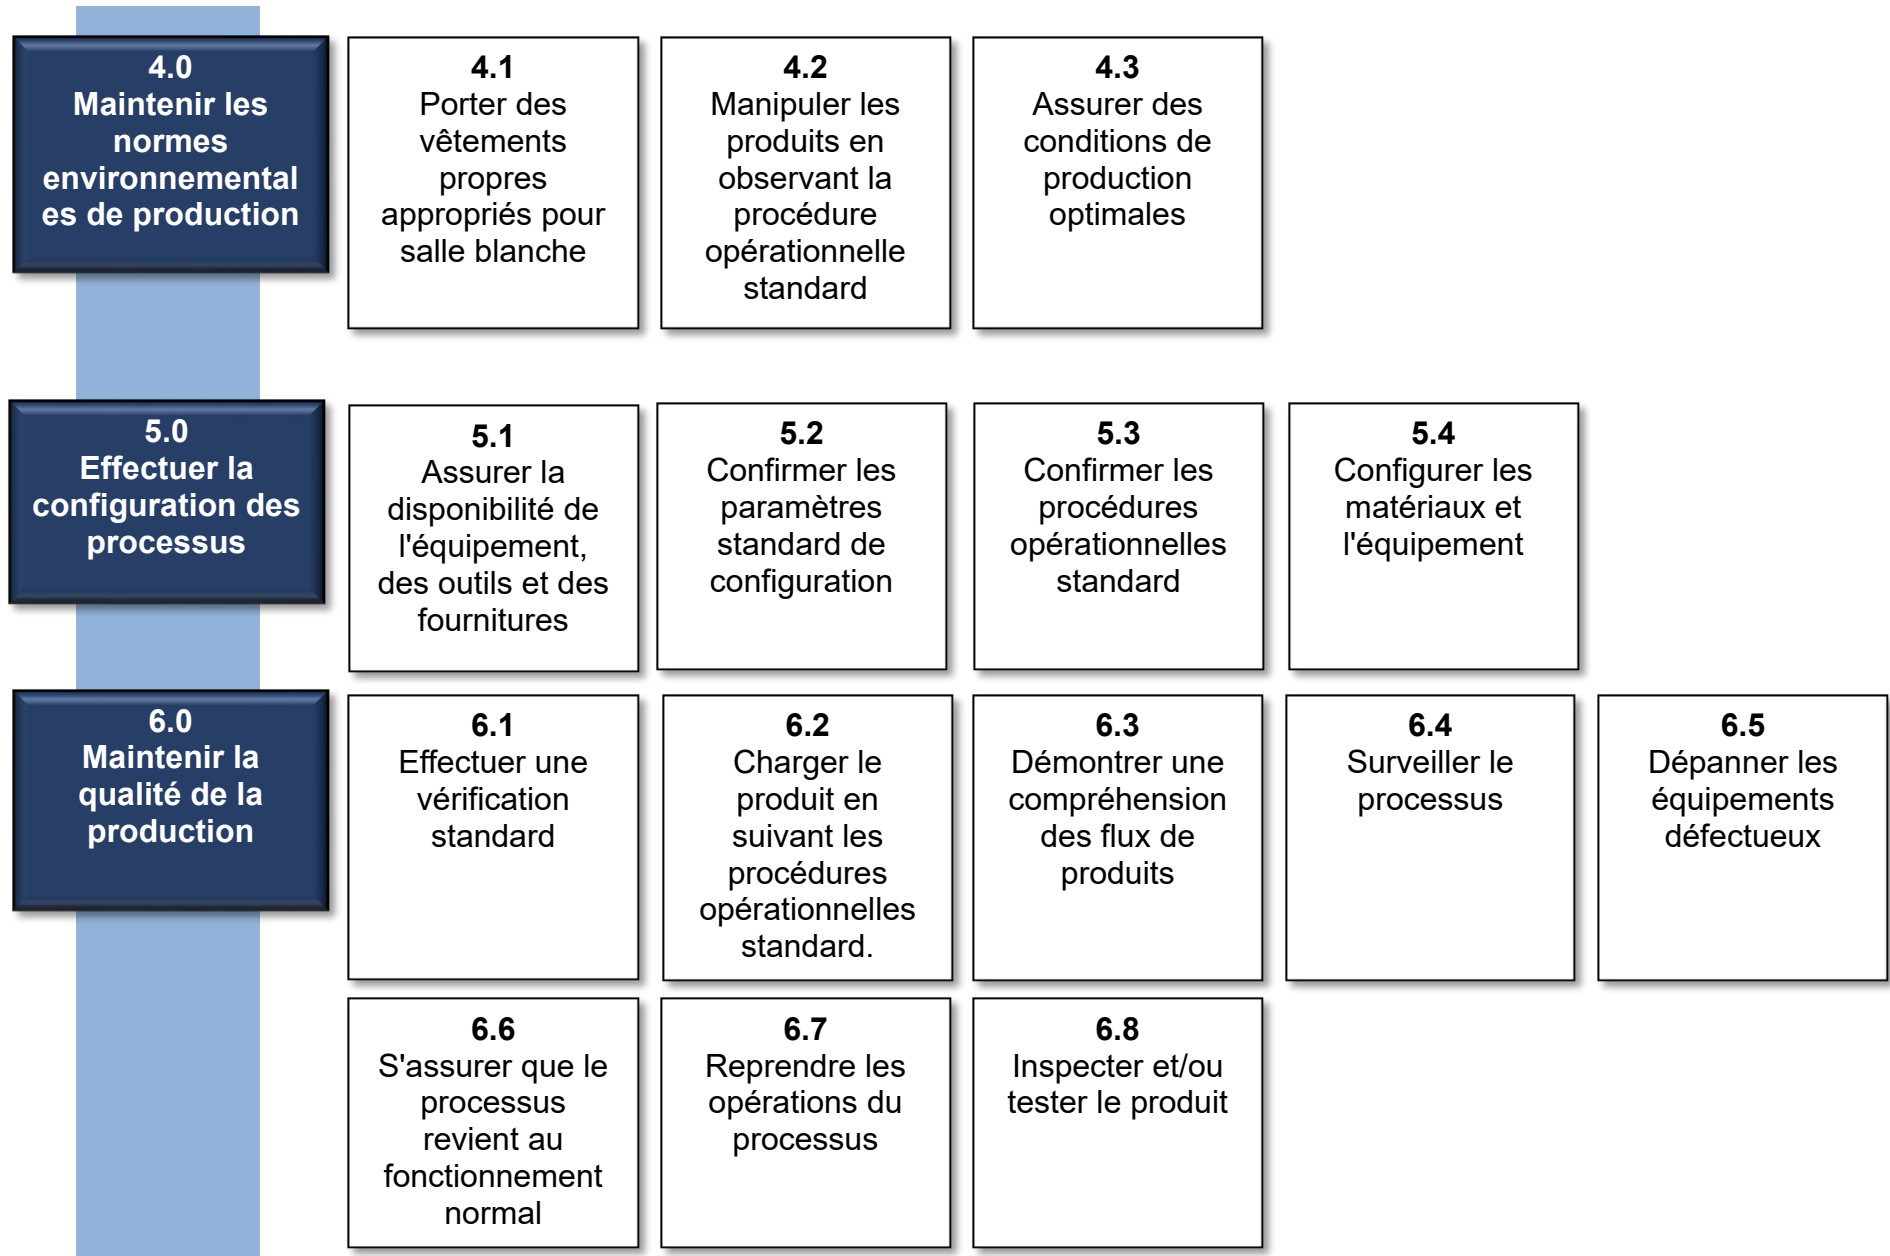 4.0
Maintenir les
normes
environnemental
es de production
4.1
Porter des
vêtements
propres
appropriés pour
salle blanche
4.2
Manipuler les
produits en
observant la
procédure
opérationnelle
standard
4.3
Assurer des
conditions de
production
optimales
5.0
Effectuer la
configuration des
processus
5.1
Assurer la
disponibilité de
l'équipement,
des outils et des
fournitures
5.2
Confirmer les
paramètres
standard de
configuration
5.3
Confirmer les
procédures
opérationnelles
standard
5.4
Configurer les
matériaux et
l'équipement
6.0
Maintenir la
qualité de la
production
6.1
Effectuer une
vérification
standard
6.2
Charger le
produit en
suivant les
procédures
opérationnelles
standard.
6.3
Démontrer une
compréhension
des flux de
produits
6.4
Surveiller le
processus
6.5
Dépanner les
équipements
défectueux
6.6
S'assurer que le
processus
revient au
fonctionnement
normal
6.7
Reprendre les
opérations du
processus
6.8
Inspecter et/ou
tester le produit